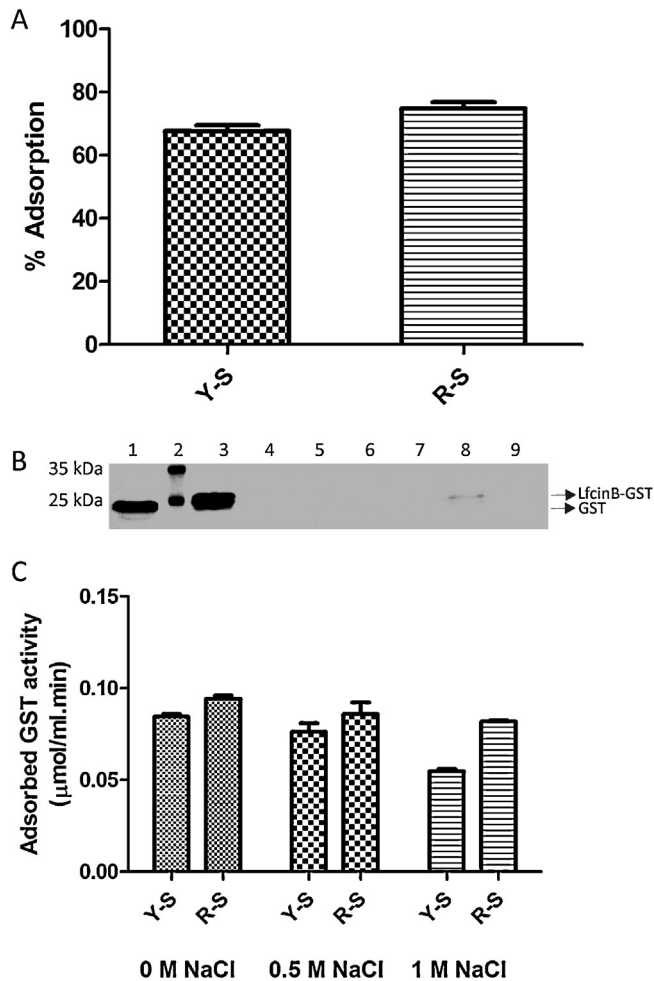 A
% Adsorption
100
80
60
40
20
0
Y-S
R-S
B
1 2 3 4 5 6 7 8 9
35 kDa
25 kDa
LfcinB-GST
GST
C
Adsorbed GST activity
(μmol/ml.min)
0.15
0.10
0.05
0.00
Y-S R-S Y-S R-S Y-S R-S
0 M NaCl 0.5 M NaCl 1 M NaCl